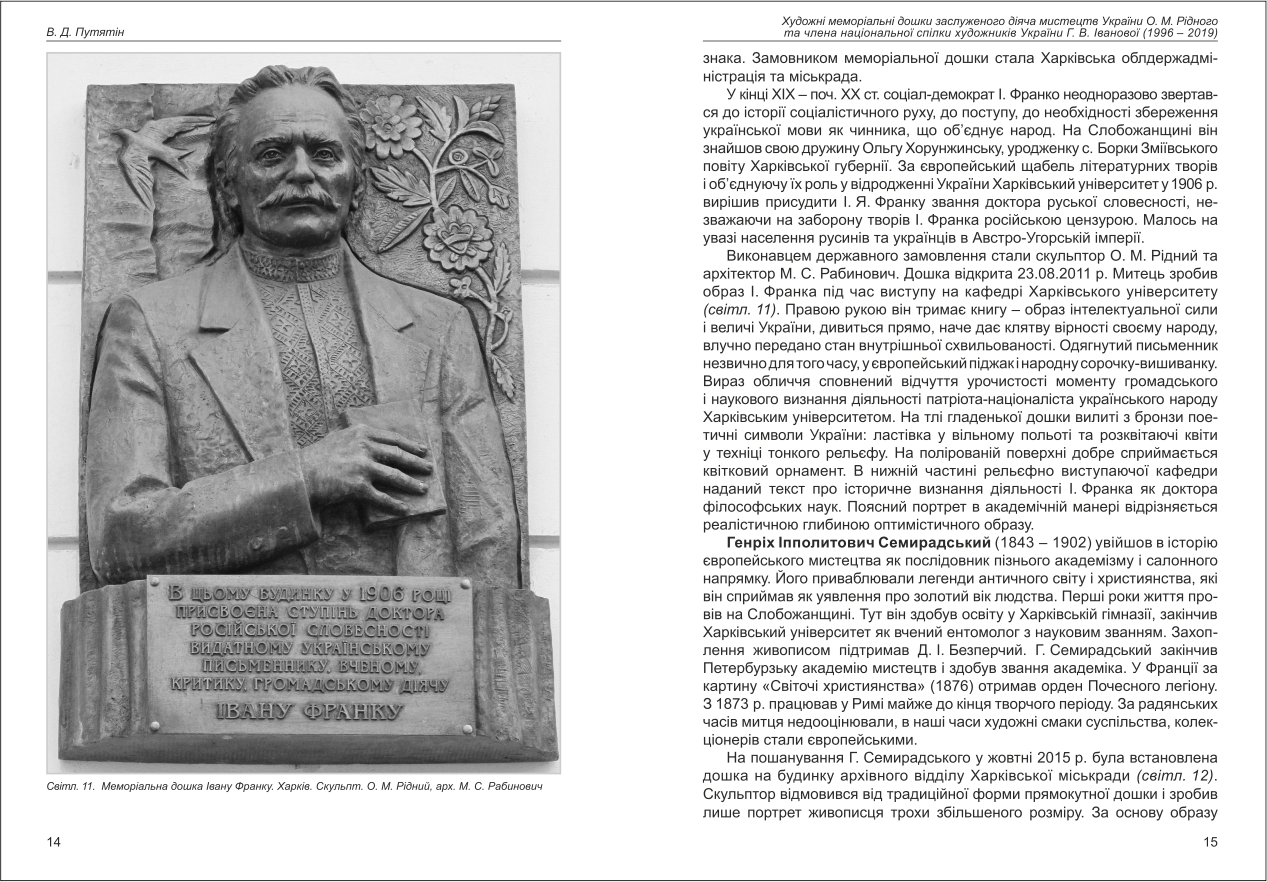 В. Д. Путятін
В цьому будинку у 1906 році
присвоєна ступінь доктора
російської словесності
видатному українському
письменнику, вченому,
критику, громадському діячу
Івану Франку
Світл. 11. Меморіальна дошка Івану Франку. Харків. Скульпт. О. М. Рідний, арх. М. С. Рабинович
14
Художні меморіальні дошки заслуженого діяча мистецтв України О. М. Рідного
та члена національної спілки художників України Г. В. Іванової (1996 – 2019)
знака. Замовником меморіальної дошки стала Харківська облдержадмі-
ністрація та міськрада.
У кінці XIX – поч. XX ст. соціал-демократ І. Франко неодноразово звертав-
ся до історії соціалістичного руху, до поступу, до необхідності збереження
української мови як чинника, що об’єднує народ. На Слобожанщині він
знайшов свою дружину Ольгу Хорунжинську, уродженку с. Борки Зміївського
повіту Харківської губернії. За європейський щабель літературних творів
і об’єднуючу їх роль у відродженні України Харківський університет у 1906 р.
вирішив присудити І. Я. Франку звання доктора руської словесності, не-
зважаючи на заборону творів І. Франка російською цензурою. Малось на
увазі населення русинів та українців в Австро-Угорській імперії.
Виконавцем державного замовлення стали скульптор О. М. Рідний та
архітектор М. С. Рабинович. Дошка відкрита 23.08.2011 р. Митець зробив
образ І. Франка під час виступу на кафедрі Харківського університету
(світл. 11). Правою рукою він тримає книгу – образ інтелектуальної сили
і величі України, дивиться прямо, наче дає клятву вірності своєму народу,
влучно передано стан внутрішньої схвильованості. Одягнутий письменник
незвично для того часу, у європейський піджак і народну сорочку-вишиванку.
Вираз обличчя сповнений відчуття урочистості моменту громадського
і наукового визнання діяльності патріота-націоналіста українського народу
Харківським університетом. На тлі гладенької дошки вилиті з бронзи пое-
тичні символи України: ластівка у вільному польоті та розквітаючі квіти
у техніці тонкого рельєфу. На полірованій поверхні добре сприймається
квітковий орнамент. В нижній частині рельєфно виступаючої кафедри
наданий текст про історичне визнання діяльності І. Франка як доктора
філософських наук. Поясний портрет в академічній манері відрізняється
реалістичною глибиною оптимістичного образу.
Генріх Іпполитович Семирадський (1843 – 1902) увійшов в історію
європейського мистецтва як послідовник пізнього академізму і салонного
напрямку. Його приваблювали легенди античного світу і християнства, які
він сприймав як уявлення про золотий вік людства. Перші роки життя про-
вів на Слобожанщині. Тут він здобув освіту у Харківській гімназії, закінчив
Харківський університет як вчений ентомолог з науковим званням. Захоп-
лення живописом підтримав Д. І. Безперчий. Г. Семирадський закінчив
Петербурзьку академію мистецтв і здобув звання академіка. У Франції за
картину «Світочі християнства» (1876) отримав орден Почесного легіону.
З 1873 р. працював у Римі майже до кінця творчого періоду. За радянських
часів митця недооцінювали, в наші часи художні смаки суспільства, колек-
ціонерів стали європейськими.
На пошанування Г. Семирадського у жовтні 2015 р. була встановлена
дошка на будинку архівного відділу Харківської міськради (світл. 12).
Скульптор відмовився від традиційної форми прямокутної дошки і зробив
лише портрет живописця трохи збільшеного розміру. За основу образу
15